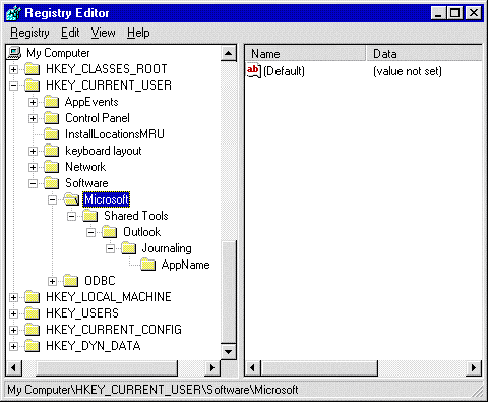 Registry Editor
Registry Edit View Help
My Computer
HKEY_CLASSES_ROOT
HKEY_CURRENT_USER
AppEvents
Control Panel
InstallLocationsMRU
keyboard layout
Network
Software
Microsoft
Shared Tools
Outlook
Journaling
AppName
ODBC
HKEY_LOCAL_MACHINE
HKEY_USERS
HKEY_CURRENT_CONFIG
HKEY_DYN_DATA
Name Data
ab (Default) (value not set)
My Computer\HKEY_CURRENT_USER\Software\Microsoft